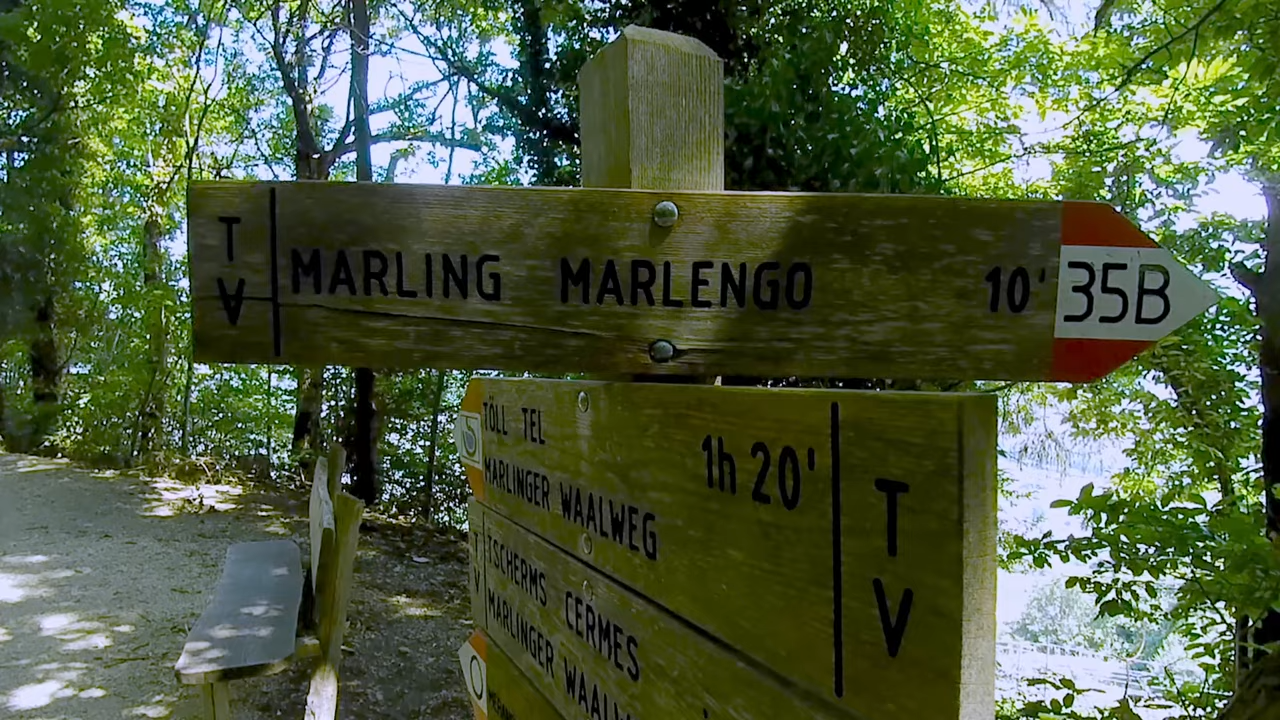 T
V
MARLING MARLENGO 10' 35B
TÖLL TEL
MARLINGER WAALWEG
1h 20'
T
V
TSCHERMS CERMES
MARLINGER
T
V